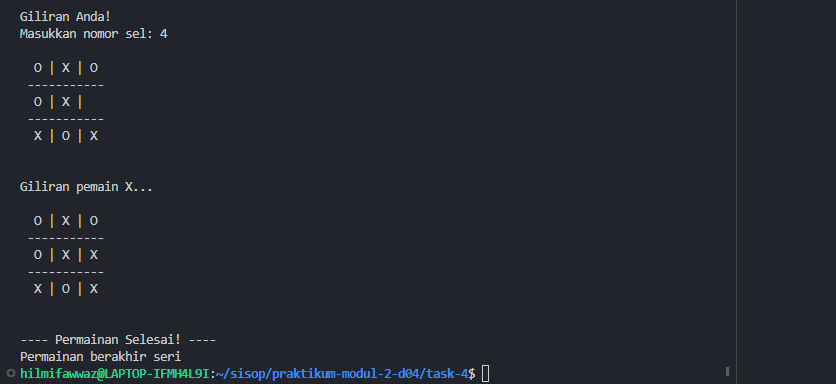 Giliran Anda!
Masukkan nomor sel: 4
O | X | O
-----------
O | X |
-----------
X | O | X
Giliran pemain X...
O | X | O
-----------
O | X | X
-----------
X | O | X
---- Permainan Selesai! ----
Permainan berakhir seri
hilmifawwaz@LAPTOP-IFMH4L9I:~/sisop/praktikum-modul-2-d04/task-4$